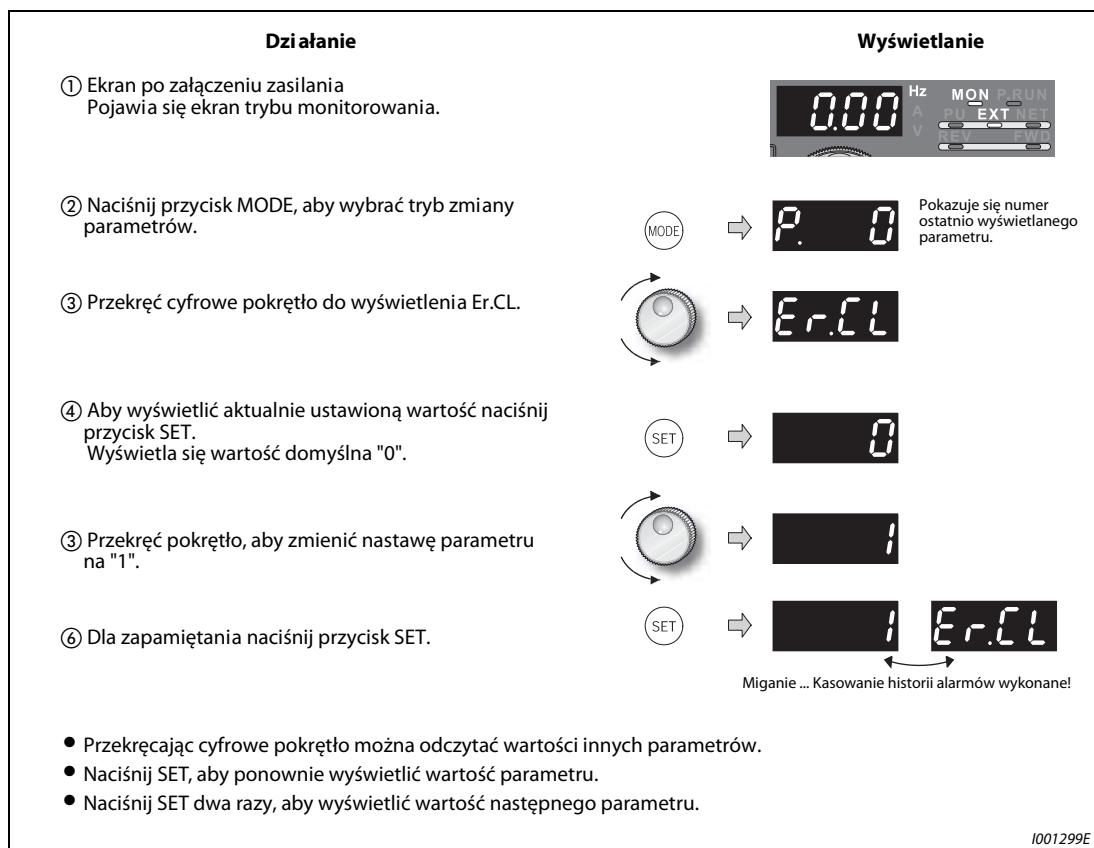 Działanie
Wyświetlanie
① Ekran po załączeniu zasilania
Pojawia się ekran trybu monitorowania.
0.00 Hz A V MON P.RUN PU EXT NET REV FWD
② Naciśnij przycisk MODE, aby wybrać tryb zmiany
parametrów.
MODE
P. 0
Pokazuje się numer
ostatnio wyświetlanego
parametru.
③ Przekręć cyfrowe pokrętło do wyświetlenia Er.CL.
Er.CL
④ Aby wyświetlić aktualnie ustawioną wartość naciśnij
przycisk SET.
Wyświetla się wartość domyślna "0".
SET
0
③ Przekręć pokrętło, aby zmienić nastawę parametru
na "1".
1
⑥ Dla zapamiętania naciśnij przycisk SET.
SET
1 Er.CL
Miganie ... Kasowanie historii alarmów wykonane!
● Przekręcając cyfrowe pokrętło można odczytać wartości innych parametrów.
● Naciśnij SET, aby ponownie wyświetlić wartość parametru.
● Naciśnij SET dwa razy, aby wyświetlić wartość następnego parametru.
I001299E